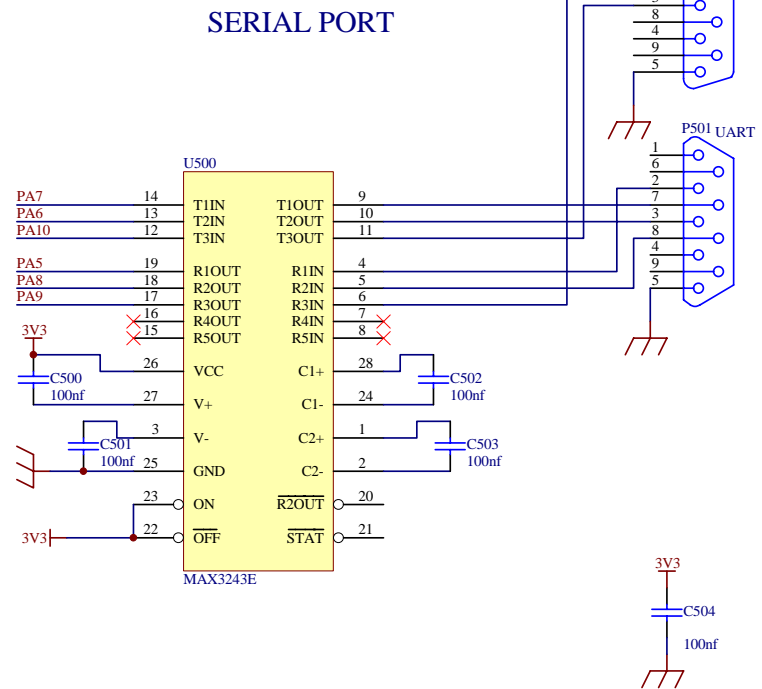 SERIAL PORT
8
4
9
5
P501 UART
1
6
2
7
3
8
4
9
5
U500
PA7 14 T1IN T1OUT 9
PA6 13 T2IN T2OUT 10
PA10 12 T3IN T3OUT 11
PA5 19 R1OUT R1IN 4
PA8 18 R2OUT R2IN 5
PA9 17 R3OUT R3IN 6
16 R4OUT R4IN 7
15 R5OUT R5IN 8
3V3
26 VCC C1+ 28
C500
100nf
C502
100nf
27 V+ C1- 24
3 V- C2+ 1
C501
100nf
C503
100nf
25 GND C2- 2
23 ON R2OUT 20
3V3 22 OFF STAT 21
MAX3243E
3V3
C504
100nf